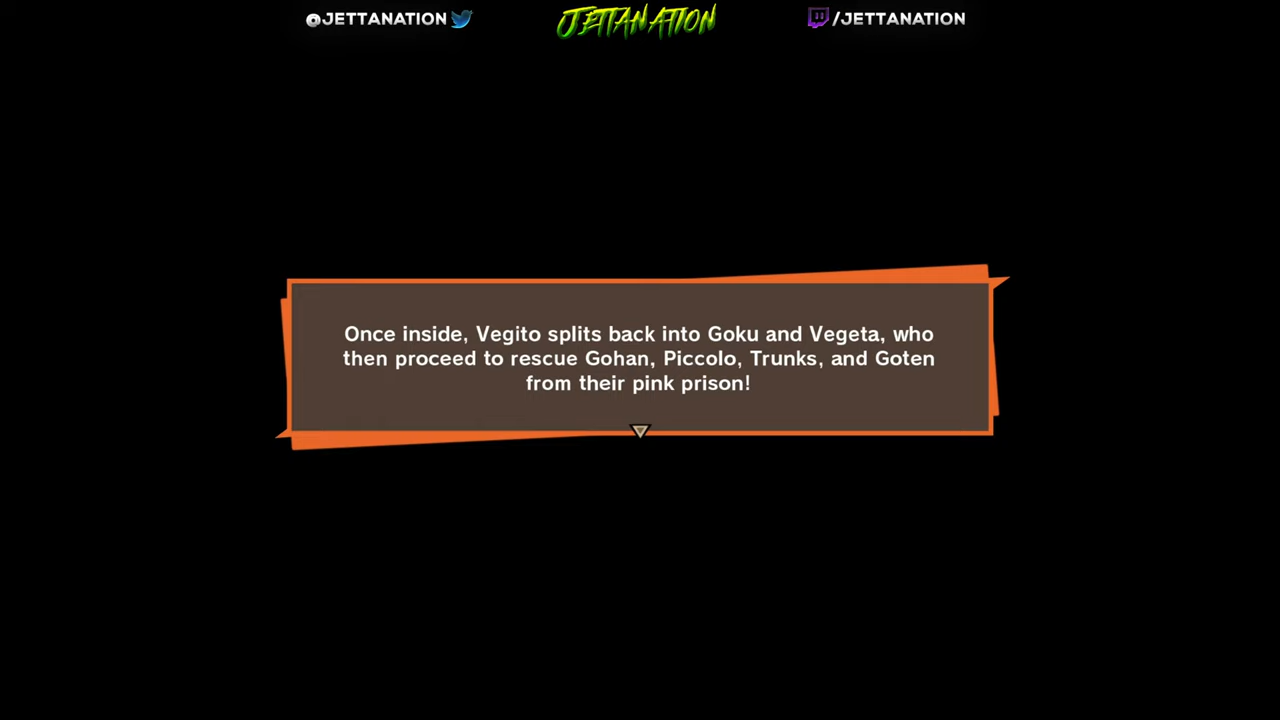 @JETTANATION
JETTANATION
/JETTANATION
Once inside, Vegito splits back into Goku and Vegeta, who
then proceed to rescue Gohan, Piccolo, Trunks, and Goten
from their pink prison!